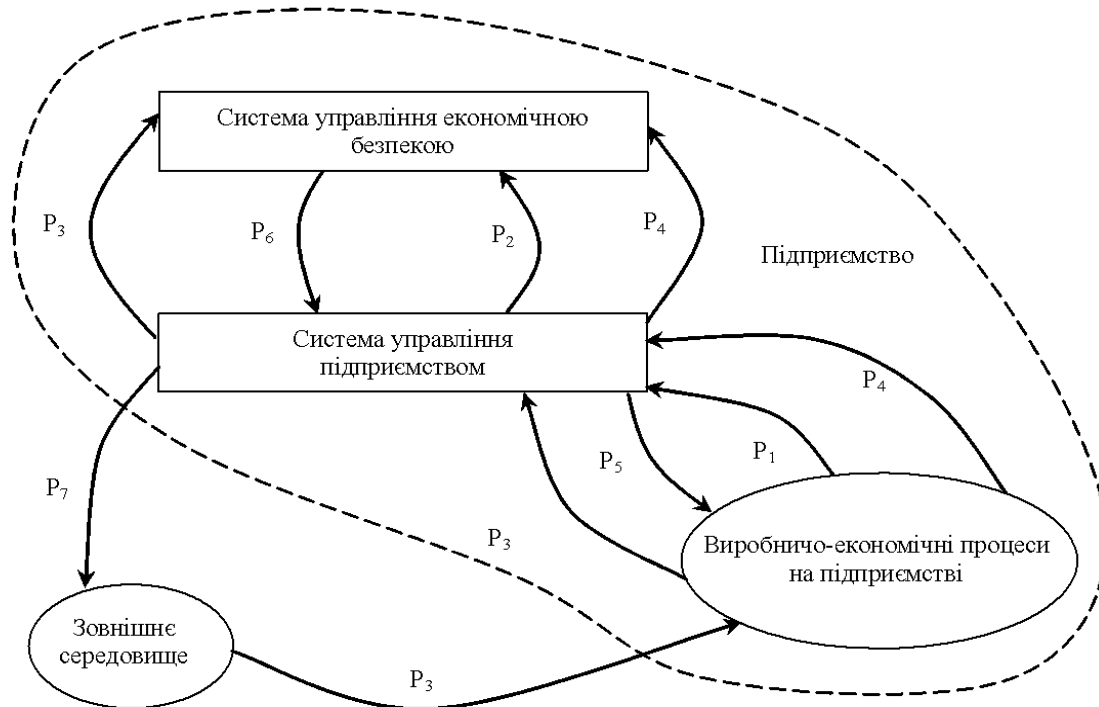 Система управління економічною
безпекою
P₃
P₆
P₂
P₄
Підприємство
Система управління
підприємством
P₄
P₁
P₅
P₇
P₃
Виробничо-економічні процеси
на підприємстві
Зовнішнє
середовище
P₃